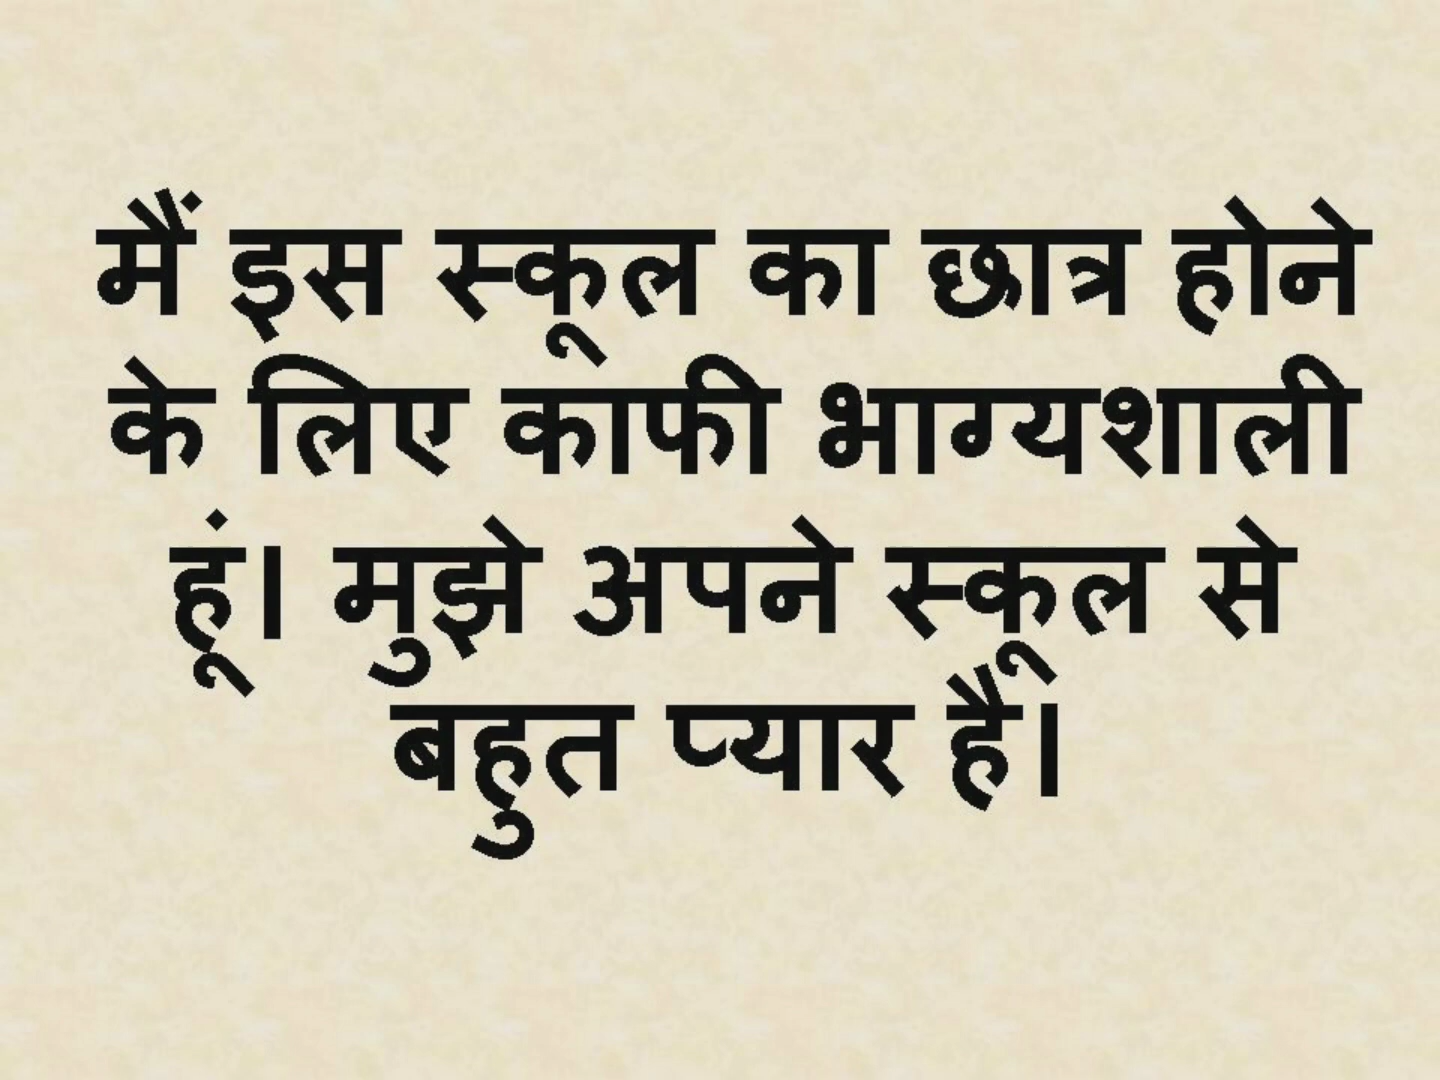 मैं इस स्कूल का छात्र होने
के लिए काफी भाग्यशाली
हूं। मुझे अपने स्कूल से
बहुत प्यार है।